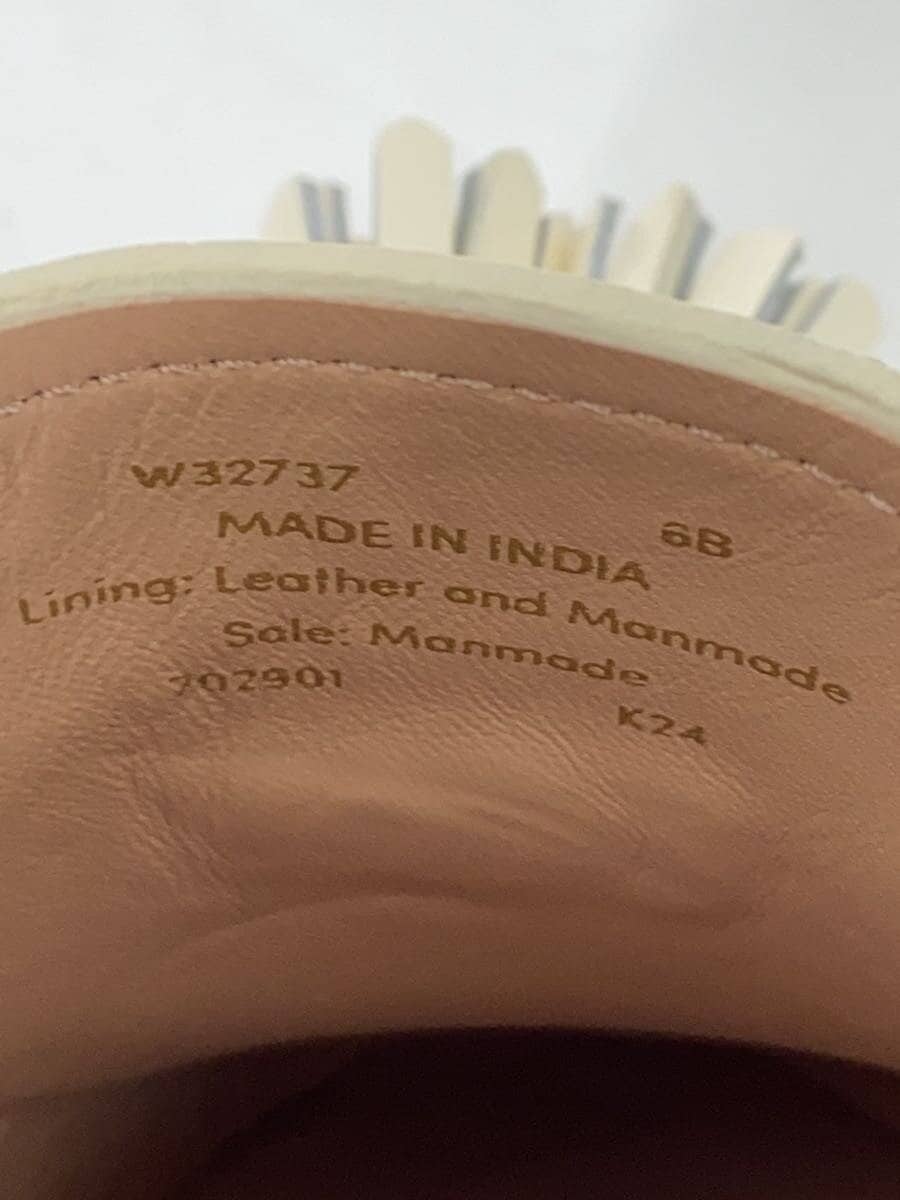 W32737
6B
MADE IN INDIA
Lining: Leather and Manmade
Sole: Manmade
702901
K24